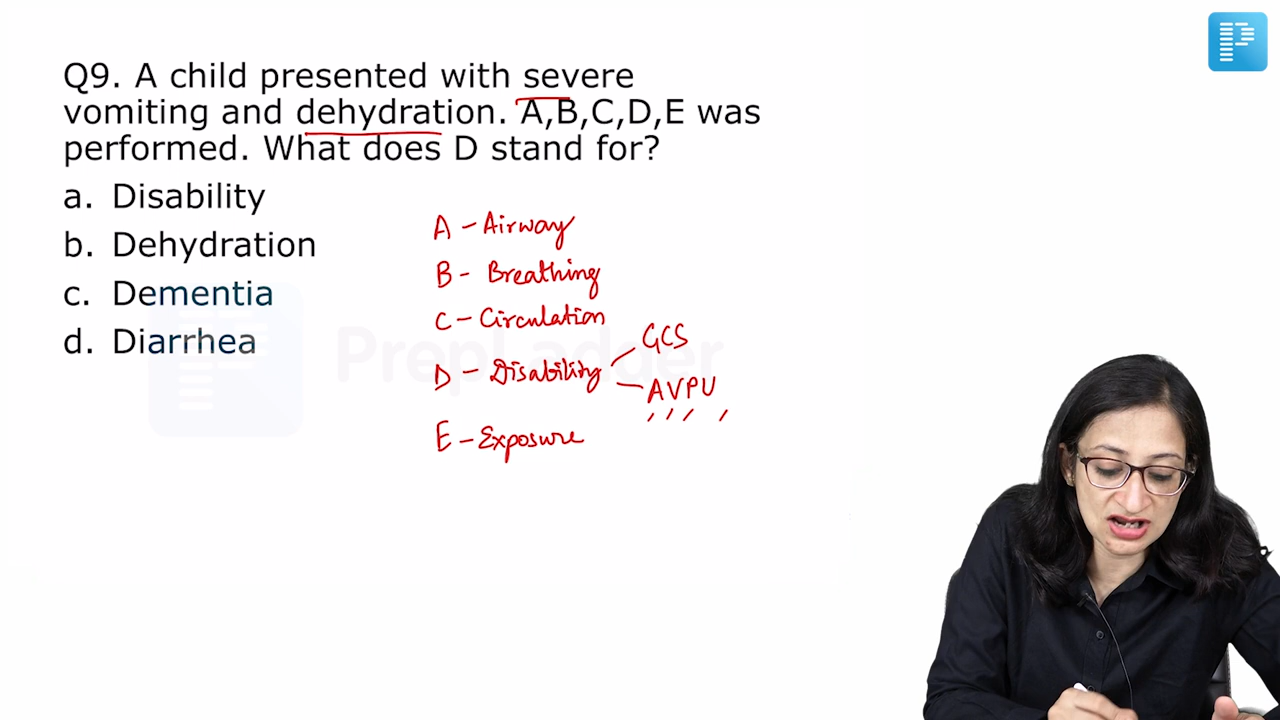 Q9. A child presented with severe
vomiting and dehydration. A,B,C,D,E was
performed. What does D stand for?
a. Disability
b. Dehydration
c. Dementia
d. Diarrhea
A - Airway
B - Breathing
C - Circulation
D - Disability
GCS
AVPU
E - Exposure
PrepLadder